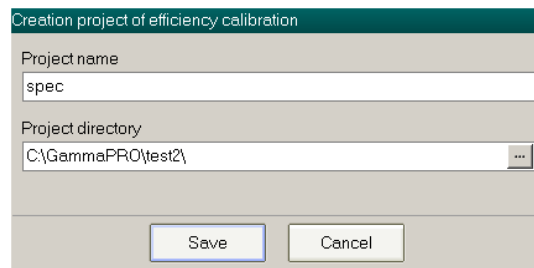 Creation project of efficiency calibration
Project name
spec
Project directory
C:\GammaPRO\test2\
...
Save Cancel